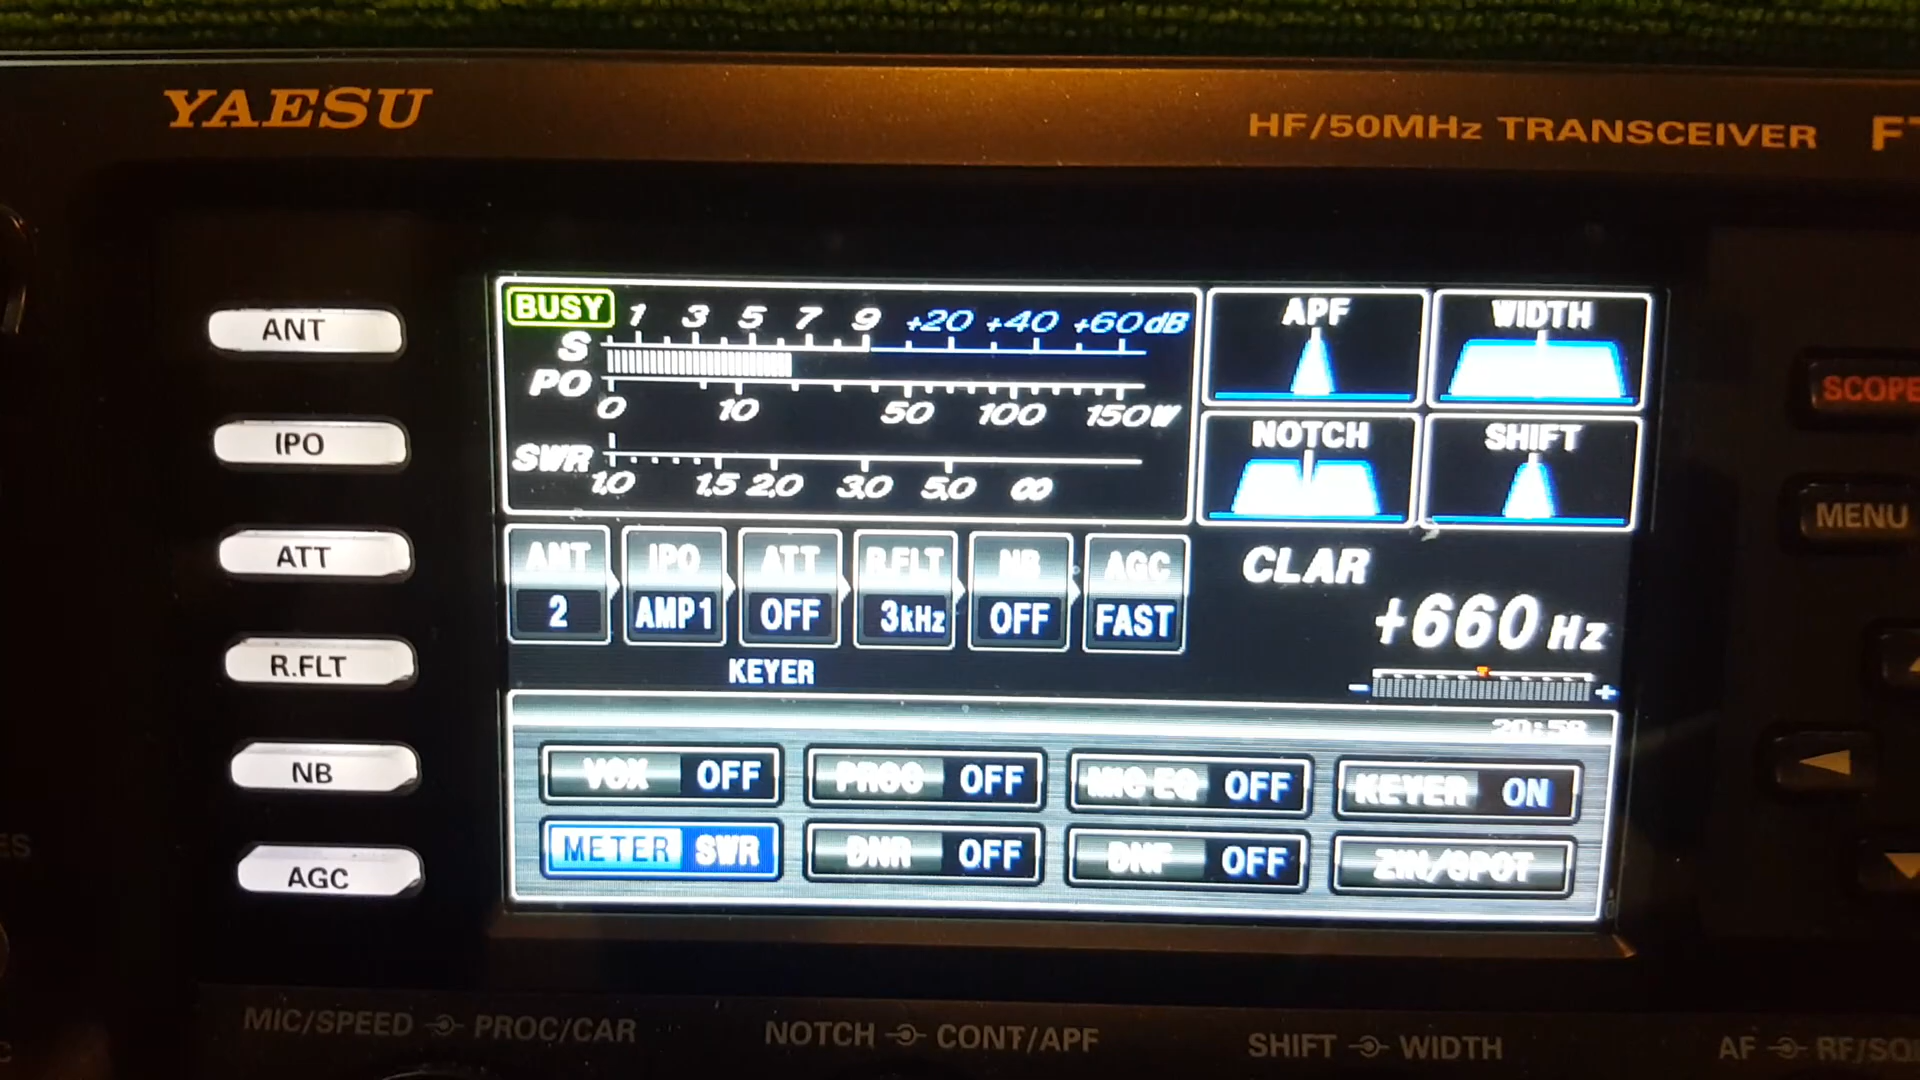 YAESU
HF/50MHz TRANSCEIVER
BUSY 1 3 5 7 9 +20 +40 +60dB
S
PO
0 10 50 100 150W
SWR
1.0 1.5 2.0 3.0 5.0 ∞
APF
WIDTH
NOTCH
SHIFT
ANT
IPO
ATT
R.FLT
NB
AGC
ANT IPO ATT R.FLT NB AGC
2 AMP1 OFF 3kHz OFF FAST
KEYER
CLAR
+660 Hz
- +
20:58
VOX OFF PROC OFF MIC EQ OFF KEYER ON
METER SWR DNR OFF DNF OFF ZIN/SPOT
SCOPE
MENU
MIC/SPEED PROC/CAR
NOTCH CONT/APF
SHIFT WIDTH